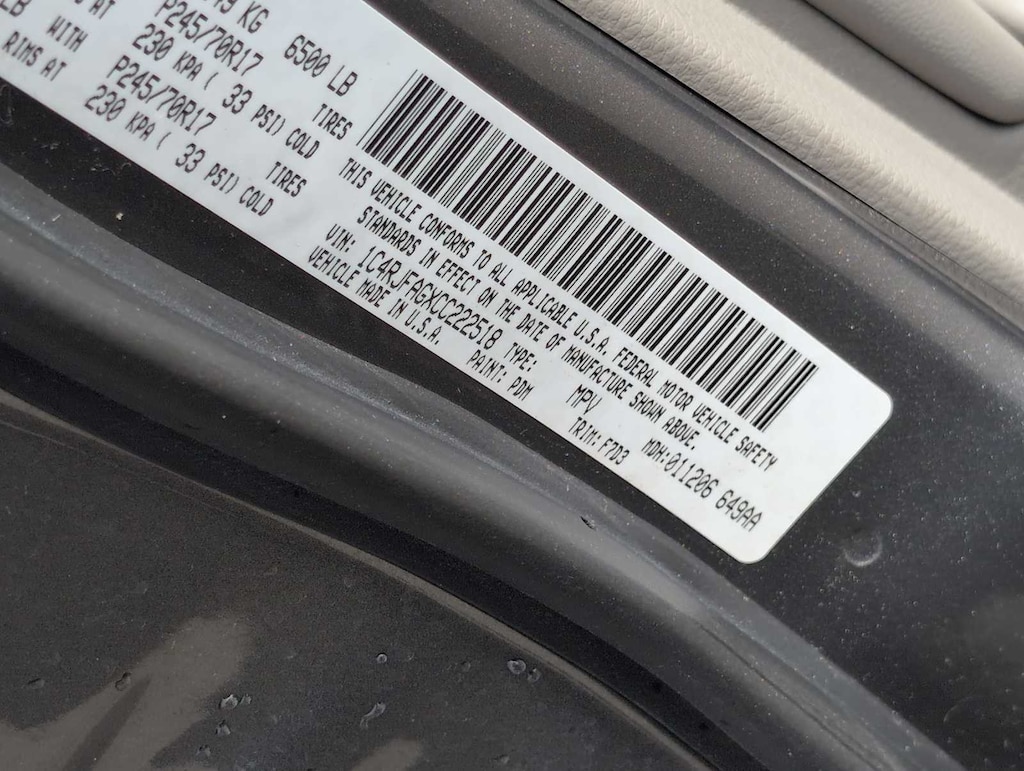 KG 6500 LB
AT P245/70R17 TIRES
LB 230 KPA ( 33 PSI) COLD
WITH P245/70R17 TIRES
RIMS AT 230 KPA ( 33 PSI) COLD
THIS VEHICLE CONFORMS TO ALL APPLICABLE U.S.A. FEDERAL MOTOR VEHICLE SAFETY
STANDARDS IN EFFECT ON THE DATE OF MANUFACTURE SHOWN ABOVE.
MDH:011206 649AA
VIN: 1C4RJFAGXCC222518 TYPE: MPV
VEHICLE MADE IN U.S.A. PAINT: PDM TRIM: F7D3